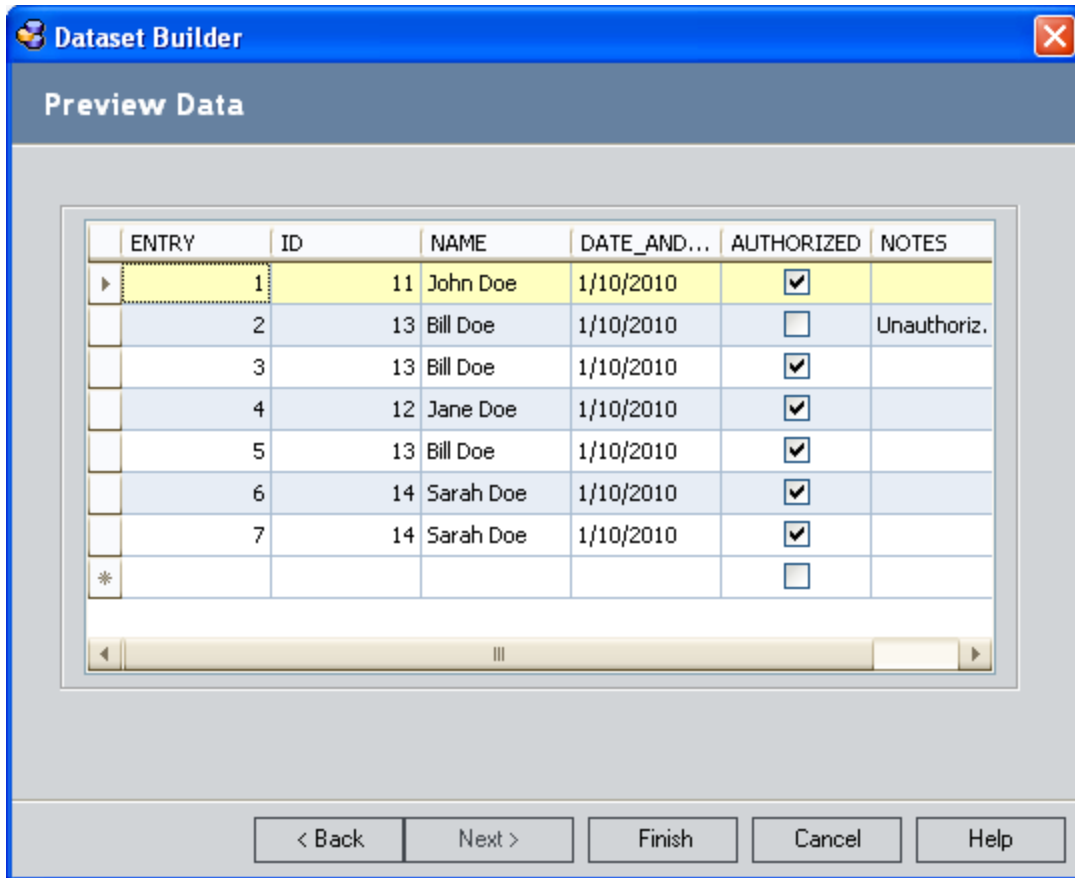 Dataset Builder
Preview Data
ENTRY ID NAME DATE_AND... AUTHORIZED NOTES
1 11 John Doe 1/10/2010
2 13 Bill Doe 1/10/2010 Unauthoriz.
3 13 Bill Doe 1/10/2010
4 12 Jane Doe 1/10/2010
5 13 Bill Doe 1/10/2010
6 14 Sarah Doe 1/10/2010
7 14 Sarah Doe 1/10/2010
< Back Next > Finish Cancel Help